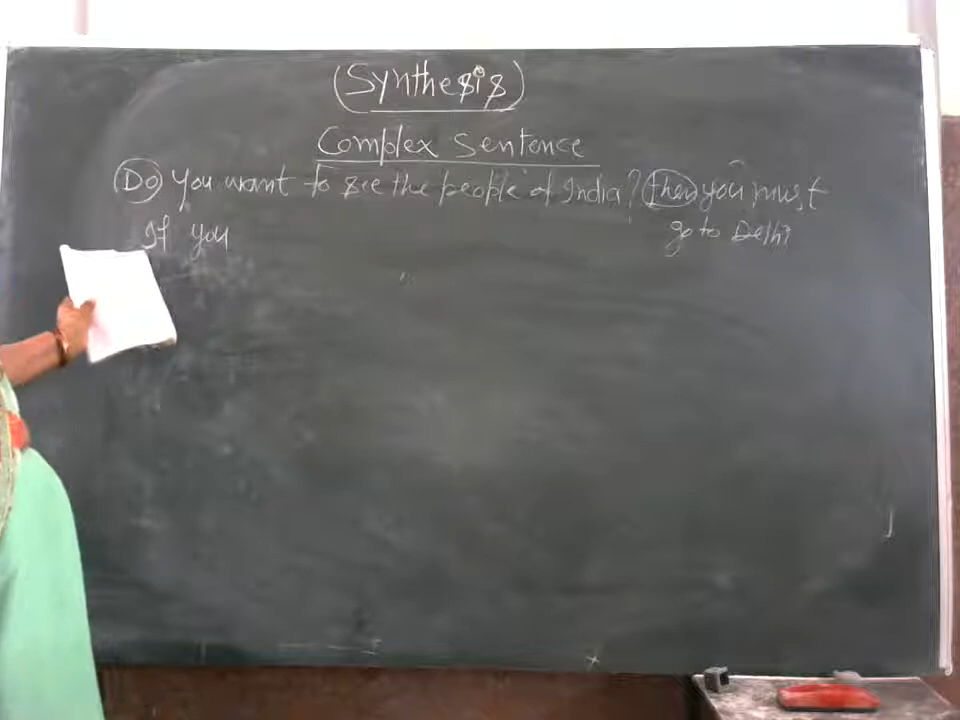 (Synthesis)
Complex Sentence
Do you want to see the people of India? then you must
go to Delhi
If you